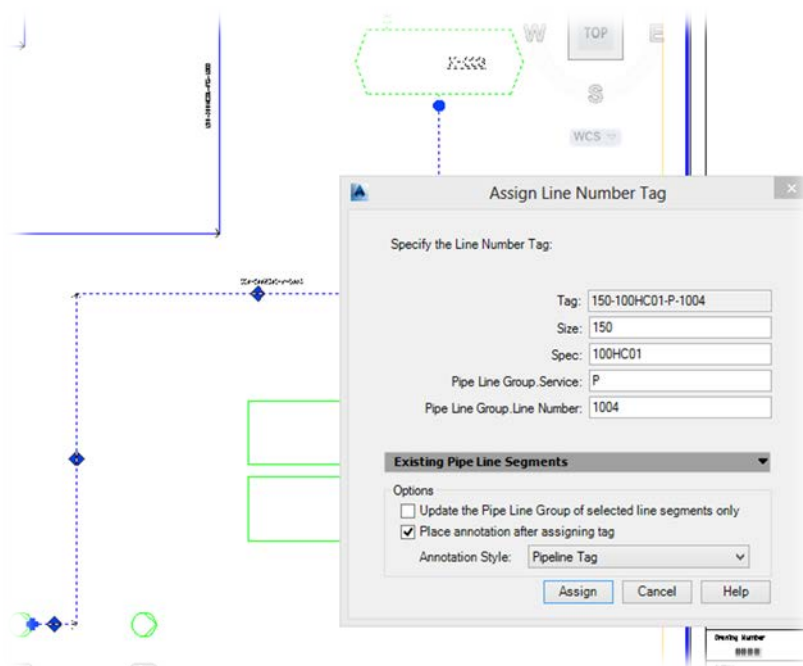 W
TOP
E
S
WCS
Assign Line Number Tag
Specify the Line Number Tag:
Tag: 150-100HC01-P-1004
Size: 150
Spec: 100HC01
Pipe Line Group.Service: P
Pipe Line Group.Line Number: 1004
Existing Pipe Line Segments
Options
Update the Pipe Line Group of selected line segments only
Place annotation after assigning tag
Annotation Style: Pipeline Tag
Assign Cancel Help
Drawing Number